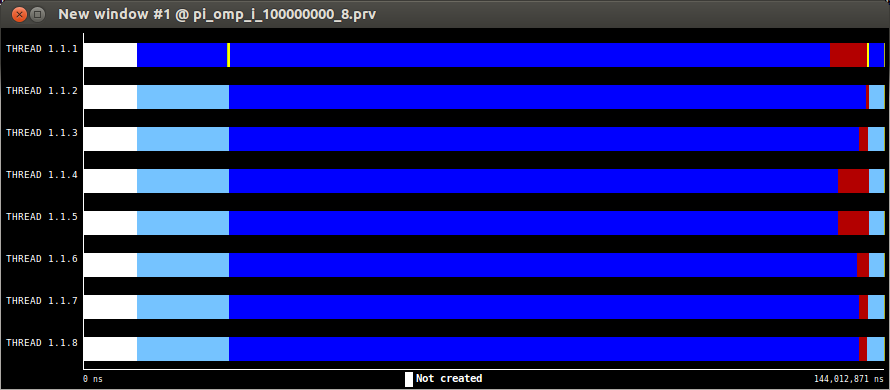 New window #1 @ pi_omp_i_100000000_8.prv
THREAD 1.1.1
THREAD 1.1.2
THREAD 1.1.3
THREAD 1.1.4
THREAD 1.1.5
THREAD 1.1.6
THREAD 1.1.7
THREAD 1.1.8
0 ns
Not created
144,012,871 ns